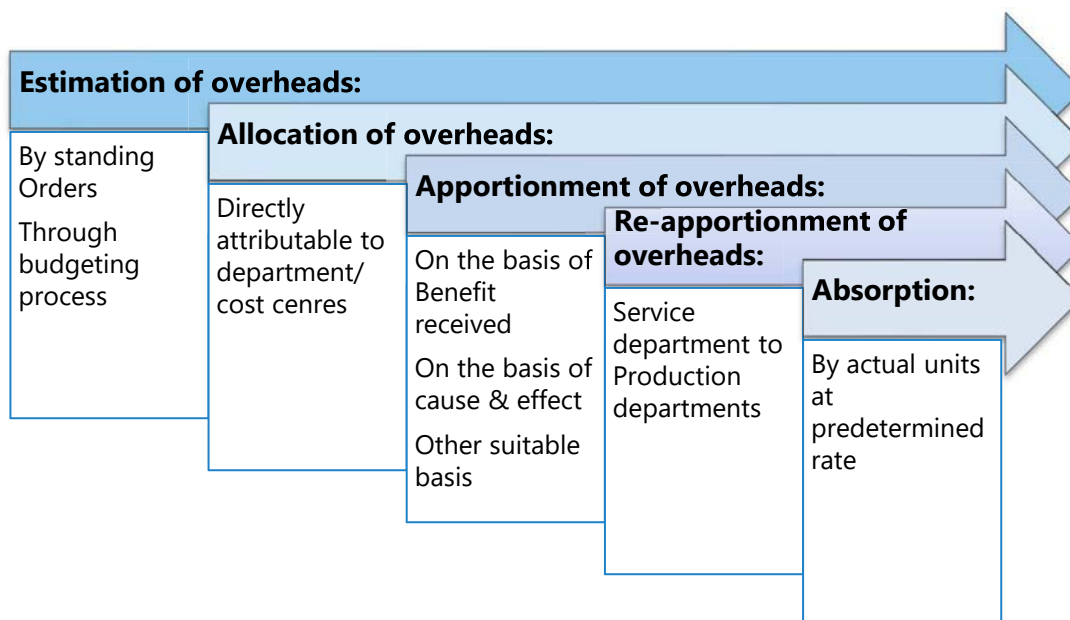 Estimation of overheads:
By standing
Orders
Through
budgeting
process
Allocation of overheads:
Directly
attributable to
department/
cost cenres
Apportionment of overheads:
On the basis of
Benefit
received
On the basis of
cause & effect
Other suitable
basis
Re-apportionment of
overheads:
Service
department to
Production
departments
Absorption:
By actual units
at
predetermined
rate